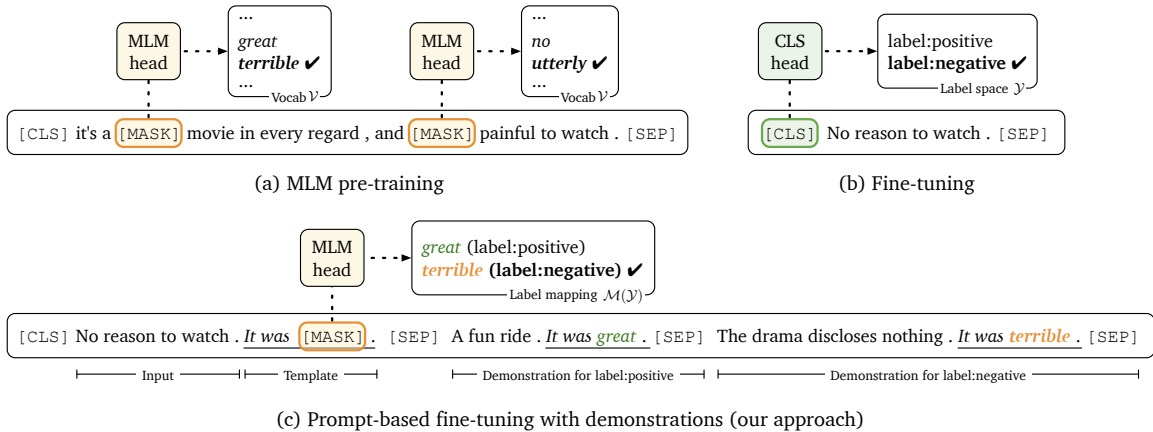 ...
great
terrible ✔
...
Vocab 𝒱
MLM
head
...
no
utterly ✔
...
Vocab 𝒱
MLM
head
[CLS] it's a [MASK] movie in every regard , and [MASK] painful to watch . [SEP]
(a) MLM pre-training
CLS
head
label:positive
label:negative ✔
Label space 𝒴
[CLS] No reason to watch . [SEP]
(b) Fine-tuning
MLM
head
great (label:positive)
terrible (label:negative) ✔
Label mapping ℳ(𝒴)
[CLS] No reason to watch . It was [MASK] . [SEP] A fun ride . It was great . [SEP] The drama discloses nothing . It was terrible . [SEP]
Input Template Demonstration for label:positive Demonstration for label:negative
(c) Prompt-based fine-tuning with demonstrations (our approach)